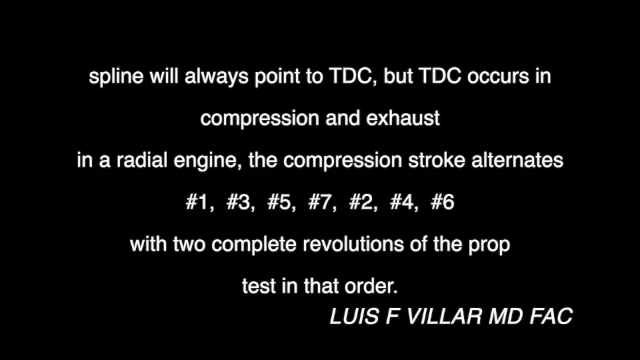 spline will always point to TDC, but TDC occurs in
compression and exhaust
in a radial engine, the compression stroke alternates
#1, #3, #5, #7, #2, #4, #6
with two complete revolutions of the prop
test in that order.
LUIS F VILLAR MD FAC